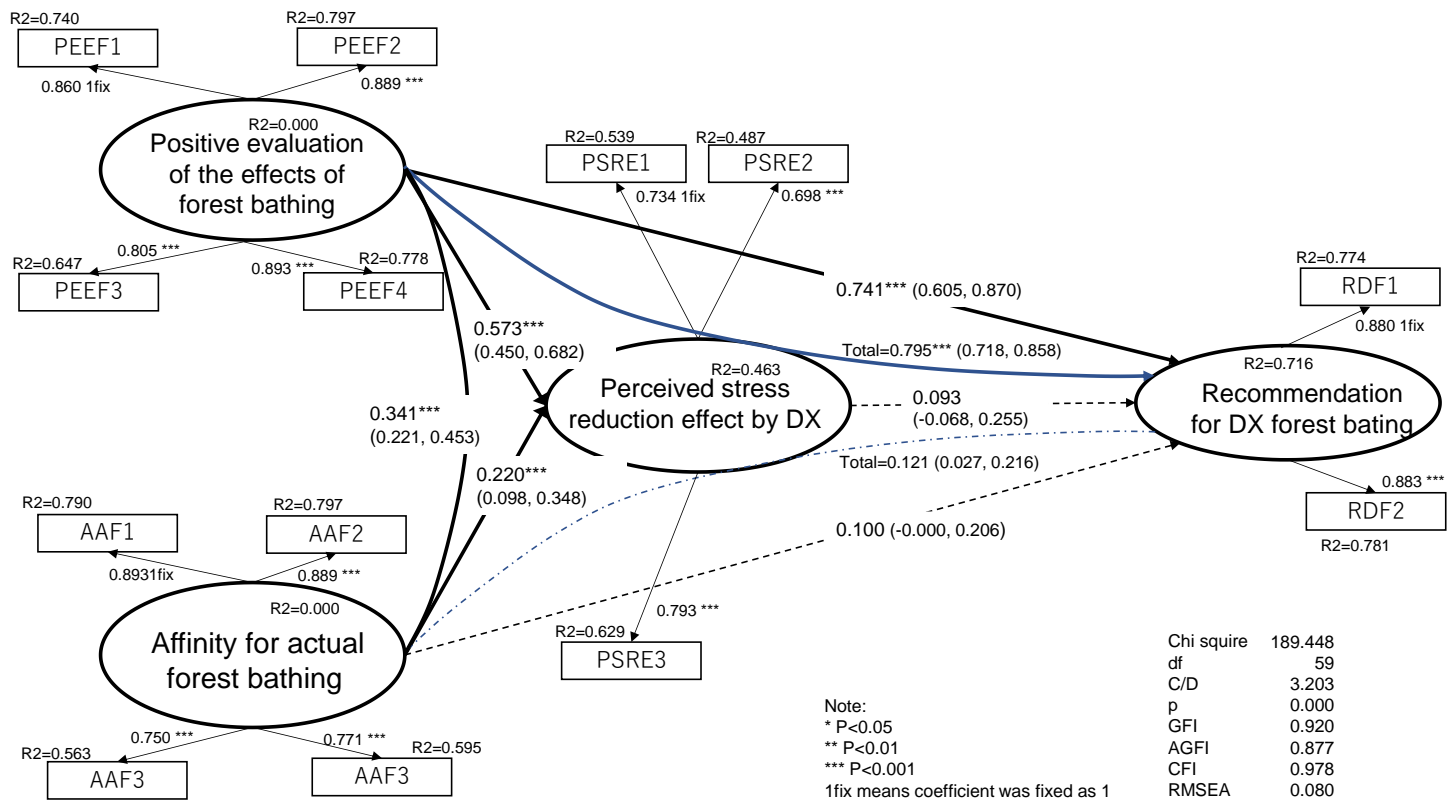 R2=0.740
PEEF1
0.860 1fix
R2=0.797
PEEF2
0.889 ***
R2=0.000
Positive evaluation
of the effects of
forest bathing
0.805 ***
R2=0.647
PEEF3
0.893 ***
R2=0.778
PEEF4
R2=0.539
PSRE1
0.734 1fix
R2=0.487
PSRE2
0.698 ***
0.741*** (0.605, 0.870)
R2=0.774
RDF1
0.880 1fix
0.573***
(0.450, 0.682)
Total=0.795*** (0.718, 0.858)
R2=0.463
Perceived stress
reduction effect by DX
R2=0.716
Recommendation
for DX forest bating
0.093
(-0.068, 0.255)
0.341***
(0.221, 0.453)
0.220***
(0.098, 0.348)
Total=0.121 (0.027, 0.216)
0.883 ***
RDF2
R2=0.781
0.100 (-0.000, 0.206)
R2=0.790
AAF1
0.8931fix
R2=0.797
AAF2
0.889 ***
R2=0.000
Affinity for actual
forest bathing
0.750 ***
R2=0.563
AAF3
0.771 ***
R2=0.595
AAF3
0.793 ***
R2=0.629
PSRE3
Note:
* P<0.05
** P<0.01
*** P<0.001
1fix means coefficient was fixed as 1
Chi squire 189.448
df 59
C/D 3.203
p 0.000
GFI 0.920
AGFI 0.877
CFI 0.978
RMSEA 0.080